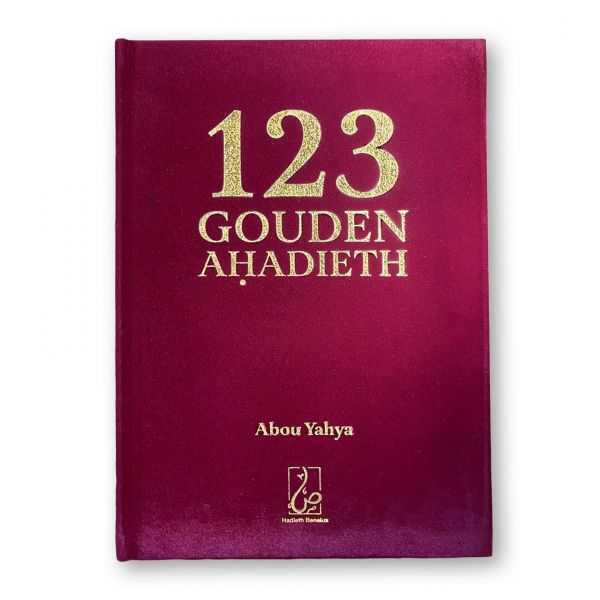 123
GOUDEN
AḤADIETH
Abou Yahya
Hadieth Benelux